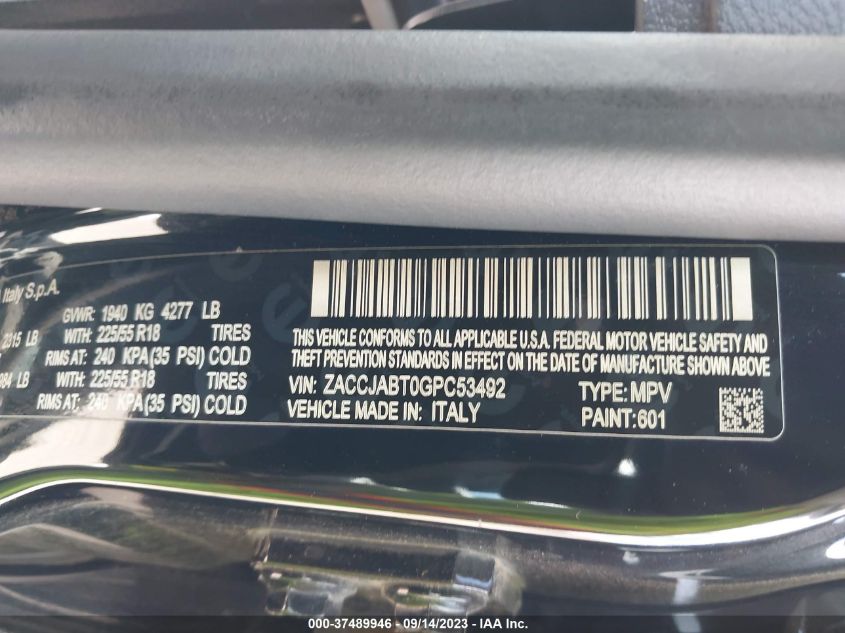 Italy S.p.A.
GVWR: 1940 KG 4277 LB
2315 LB WITH: 225/55 R18 TIRES
RIMS AT: 240 KPA(35 PSI) COLD
984 LB WITH: 225/55 R18 TIRES
RIMS AT: 240 KPA(35 PSI) COLD
THIS VEHICLE CONFORMS TO ALL APPLICABLE U.S.A. FEDERAL MOTOR VEHICLE SAFETY AND
THEFT PREVENTION STANDARDS IN EFFECT ON THE DATE OF MANUFACTURE SHOWN ABOVE
VIN: ZACCJABT0GPC53492 TYPE: MPV
VEHICLE MADE IN: ITALY PAINT:601
000-37489946 - 09/14/2023 - IAA Inc.